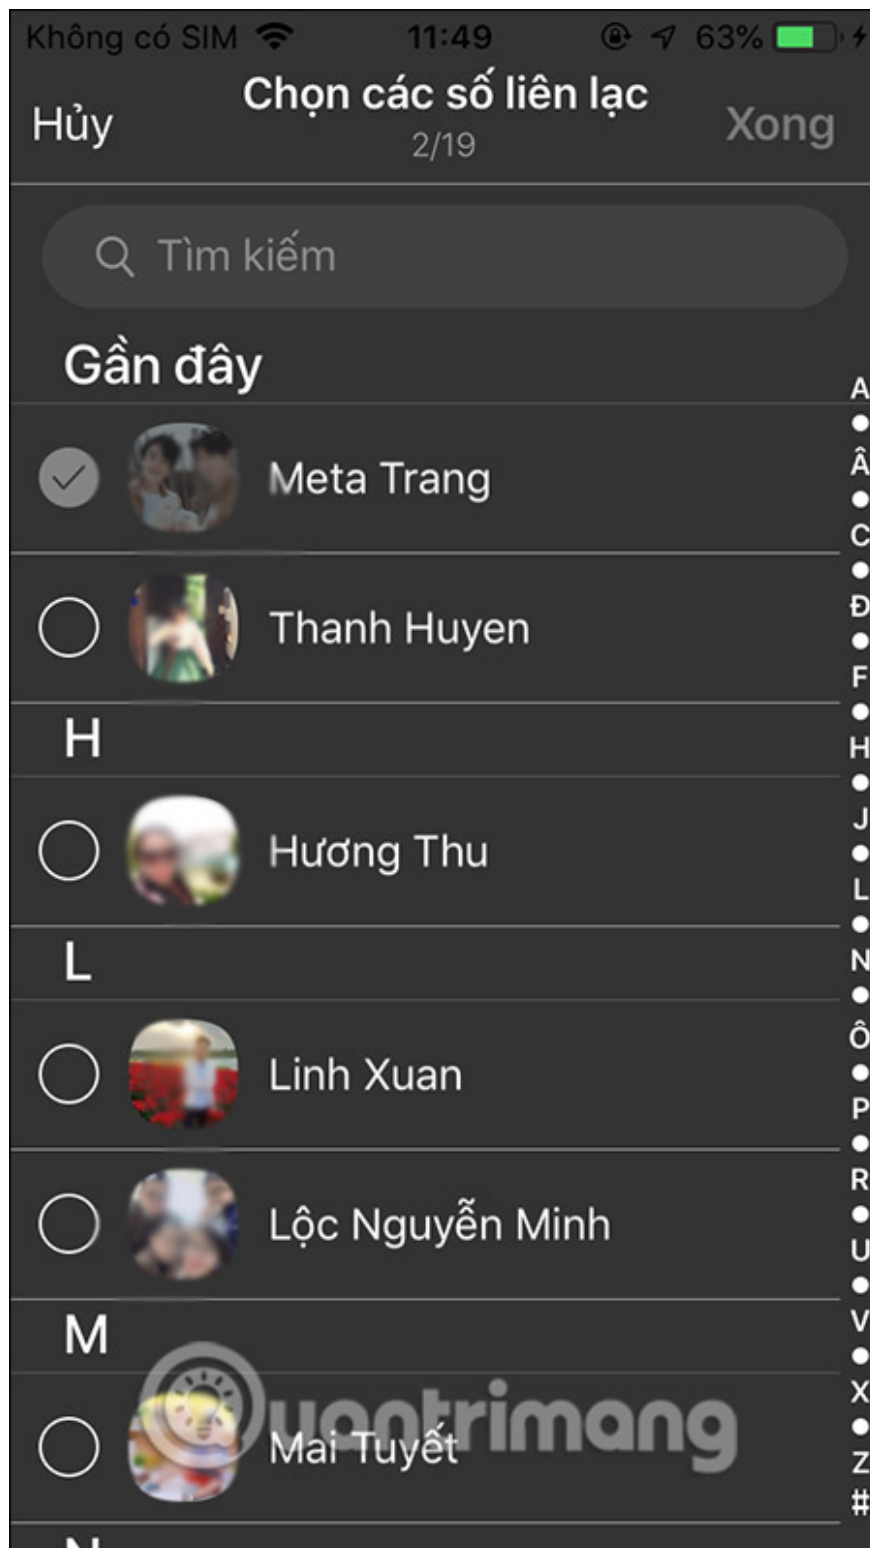 Không có SIM 11:49 63%
Chọn các số liên lạc
Hủy 2/19 Xong
Tìm kiếm
Gần đây
Meta Trang
Thanh Huyen
H
Hương Thu
L
Linh Xuan
Lộc Nguyễn Minh
M
Mai Tuyết
Quantrimang
A
Â
C
Đ
F
H
J
L
N
Ô
P
R
U
V
X
Z
#